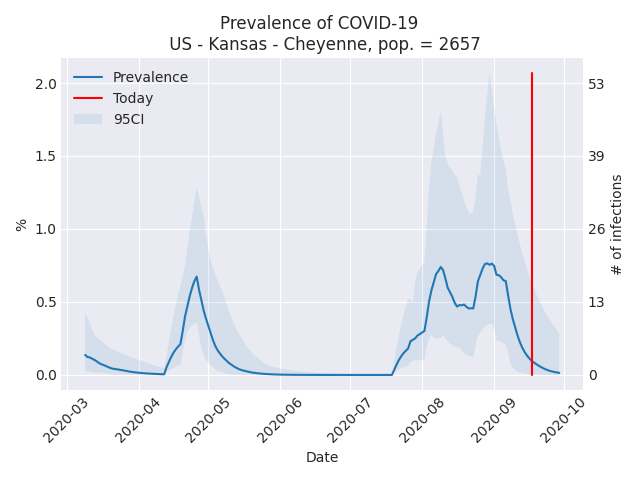 Prevalence of COVID-19
US - Kansas - Cheyenne, pop. = 2657
Prevalence
Today
95CI
2.0
1.5
1.0
0.5
0.0
%
53
39
26
13
0
# of infections
2020-03
2020-04
2020-05
2020-06
2020-07
2020-08
2020-09
2020-10
Date